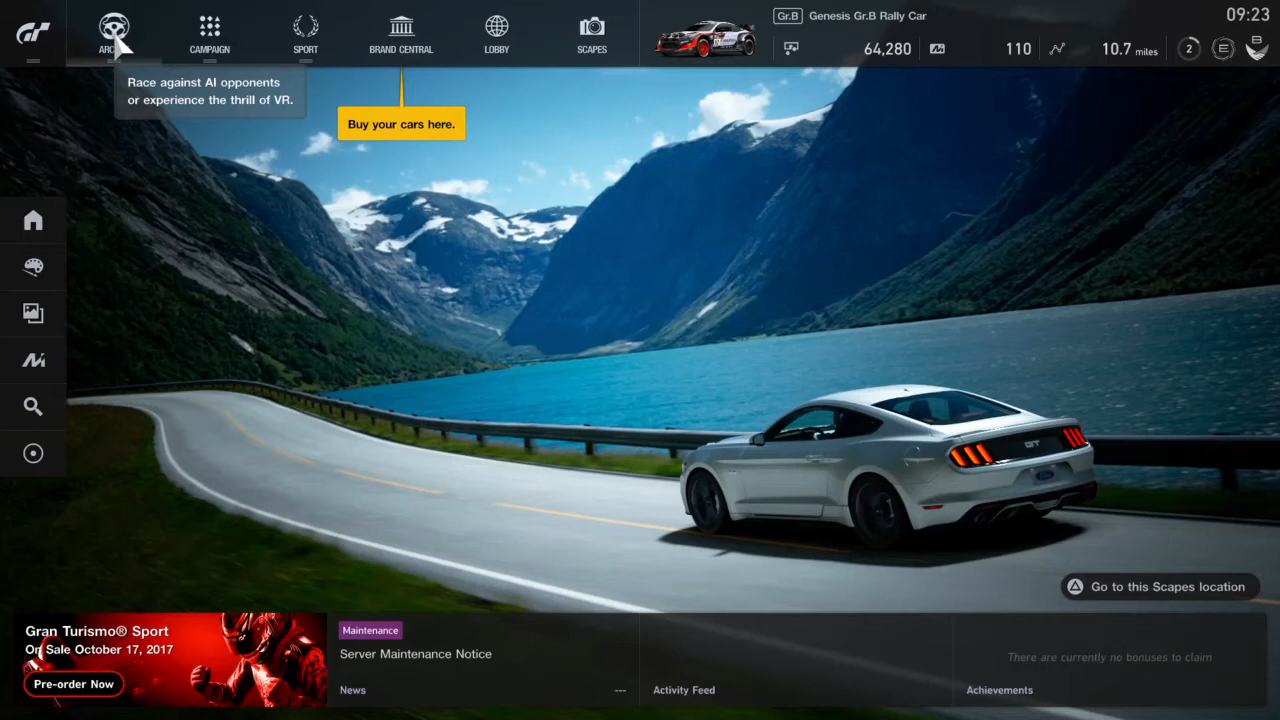 ARC
CAMPAIGN
SPORT
BRAND CENTRAL
LOBBY
SCAPES
Gr.B Genesis Gr.B Rally Car
09:23
64,280
110
10.7 miles
2
E
B
Race against AI opponents
or experience the thrill of VR.
Buy your cars here.
GT
Go to this Scapes location
Gran Turismo® Sport
On Sale October 17, 2017
Pre-order Now
Maintenance
Server Maintenance Notice
News
---
Activity Feed
There are currently no bonuses to claim
Achievements